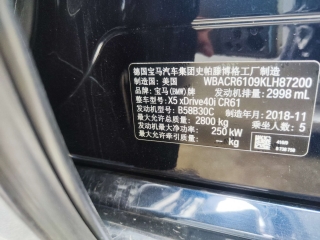 德国宝马汽车集团史帕滕博格工厂制造
制造国：美国 WBACR6109KLH87200
品牌：宝马(BMW)牌 发动机排量：2998 mL
整车型号：X5 xDrive40i CR61
发动机型号：B58B30C 制造年月：2018-11
最大允许总质量：2800 kg
发动机最大净功率：250 kW 乘坐人数：5
最大允许牵引质量：— kg